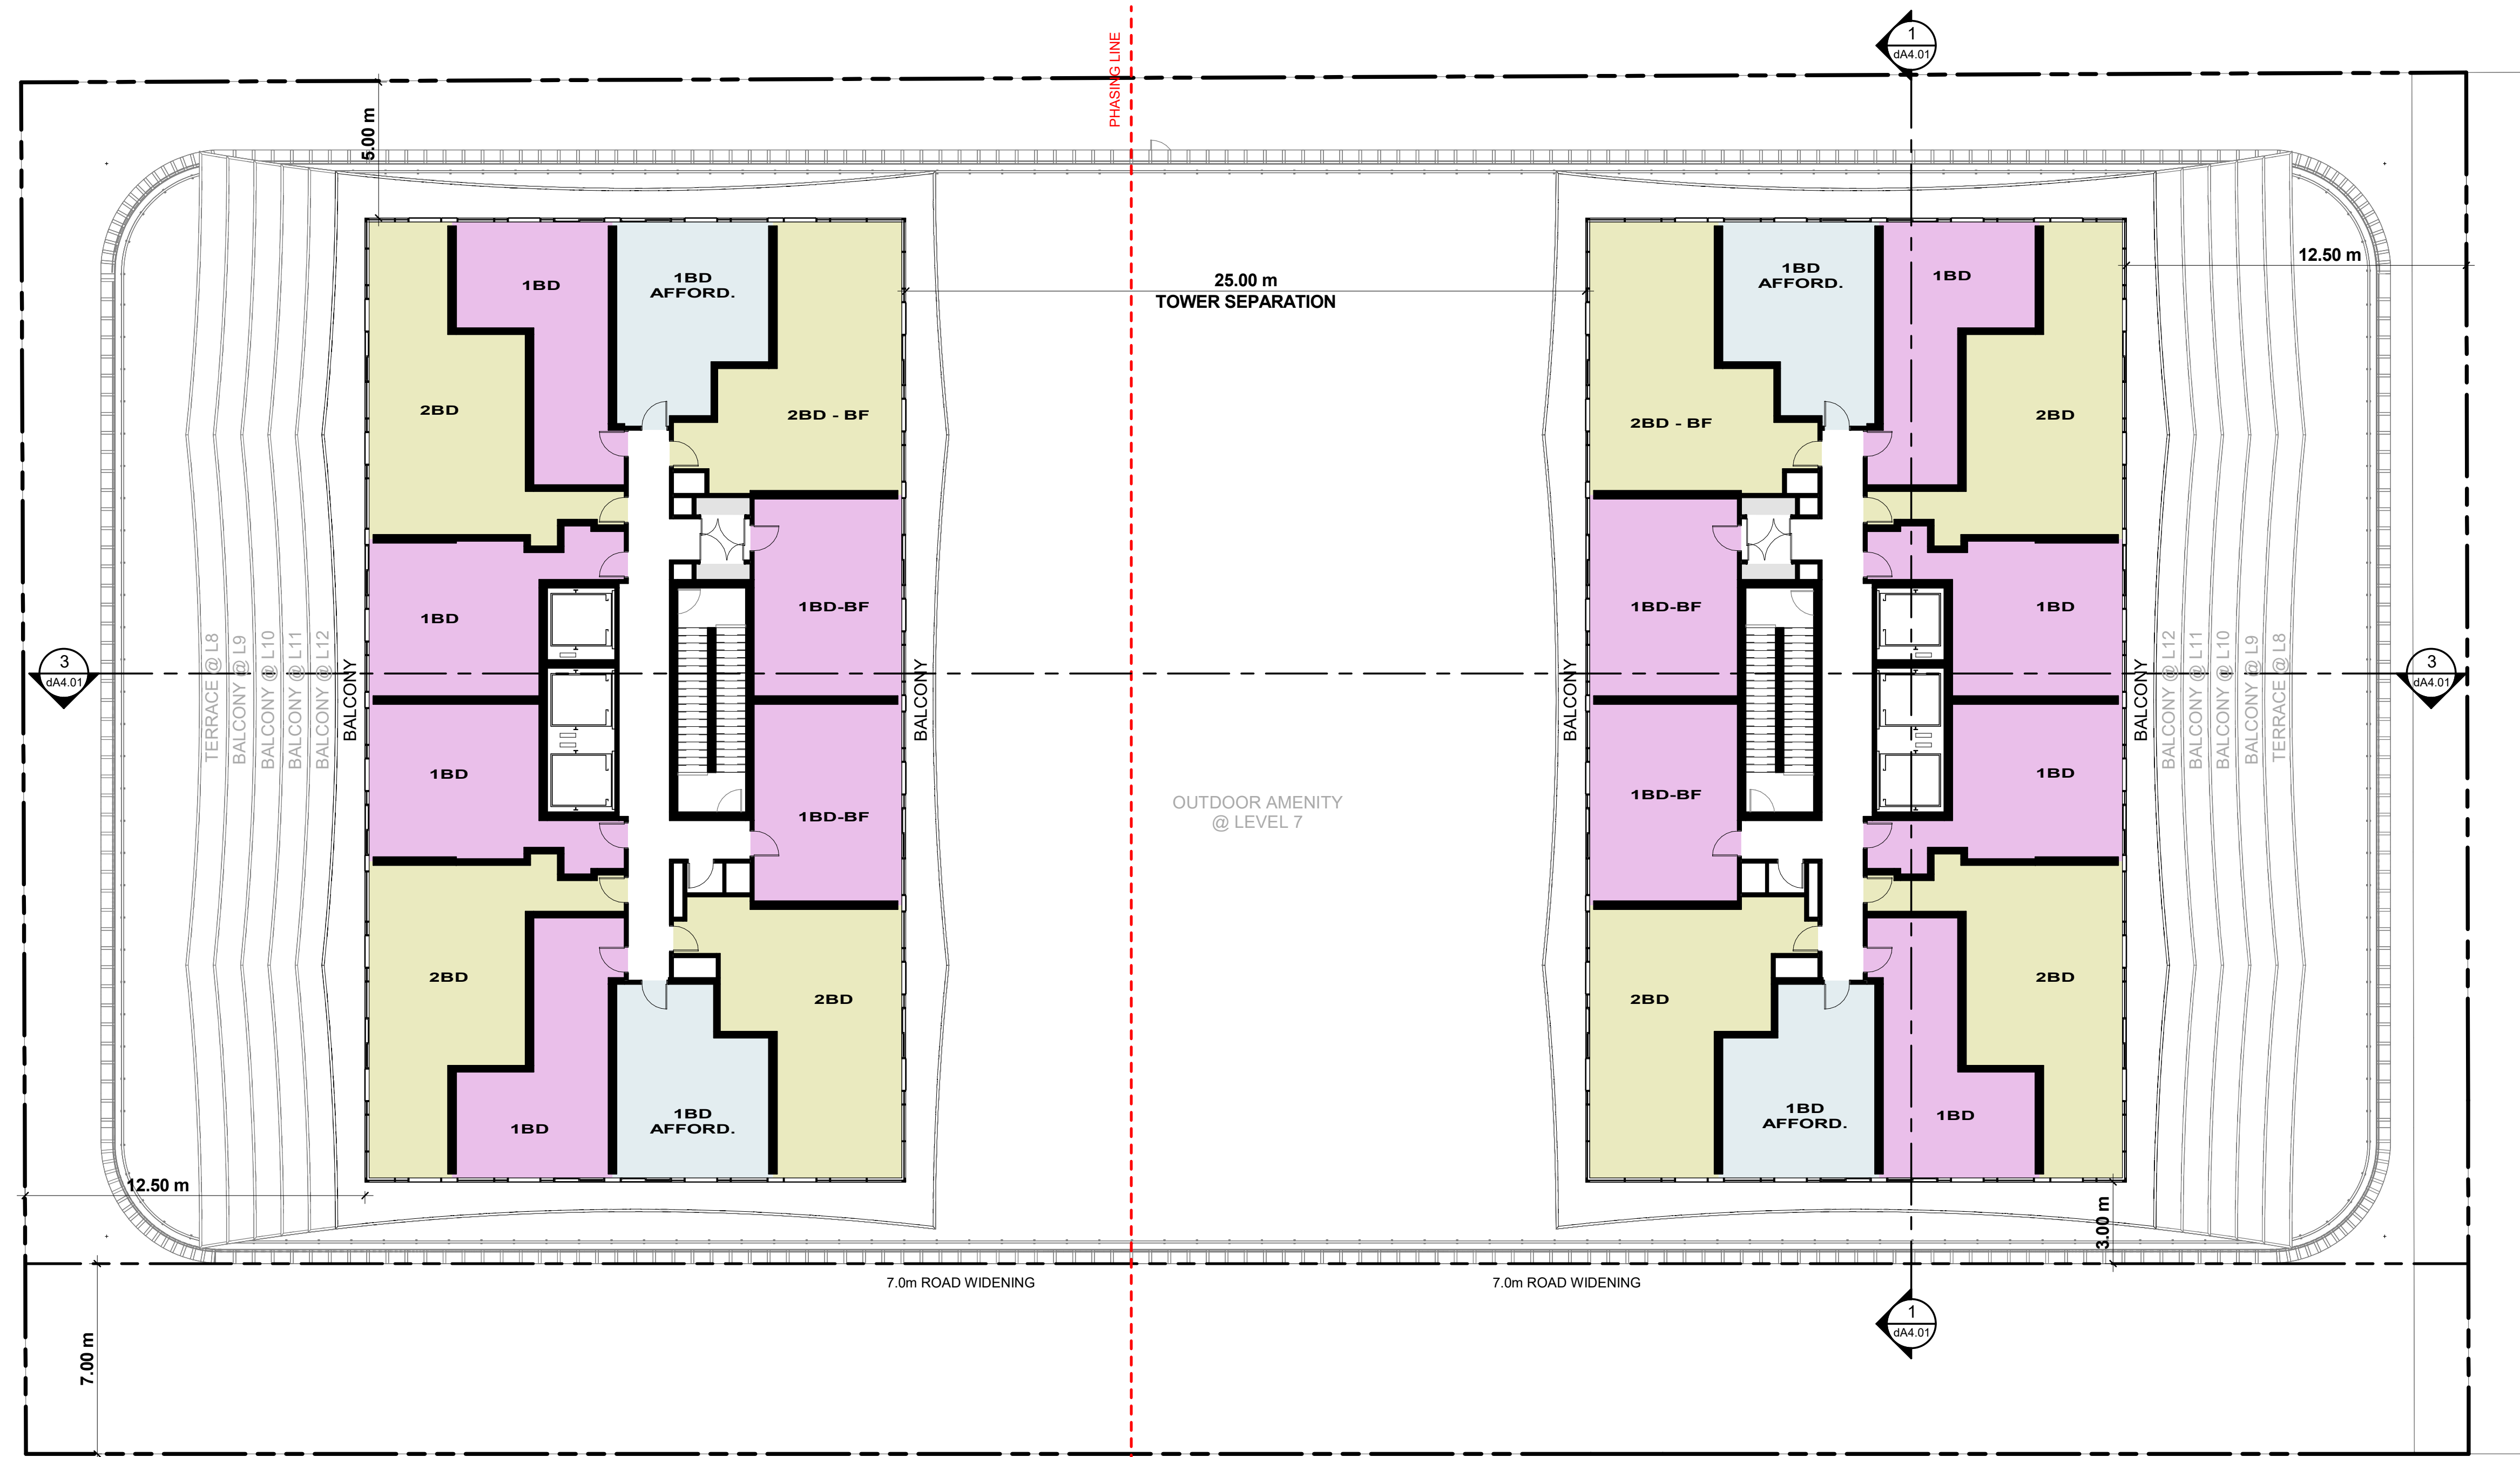 PHASING LINE
1
dA4.01
5.00 m
12.50 m
25.00 m
TOWER SEPARATION
1BD
1BD
AFFORD.
2BD
2BD - BF
1BD
1BD-BF
1BD
1BD-BF
2BD
2BD
1BD
1BD
AFFORD.
1BD
AFFORD.
1BD
2BD - BF
2BD
1BD-BF
1BD
1BD-BF
1BD
2BD
2BD
1BD
AFFORD.
1BD
3
dA4.01
TERRACE @ L8
BALCONY @ L9
BALCONY @ L10
BALCONY @ L11
BALCONY @ L12
BALCONY
BALCONY
OUTDOOR AMENITY
@ LEVEL 7
BALCONY
BALCONY
BALCONY @ L12
BALCONY @ L11
BALCONY @ L10
BALCONY @ L9
TERRACE @ L8
3
dA4.01
12.50 m
3.00 m
7.0m ROAD WIDENING
7.0m ROAD WIDENING
7.00 m
1
dA4.01